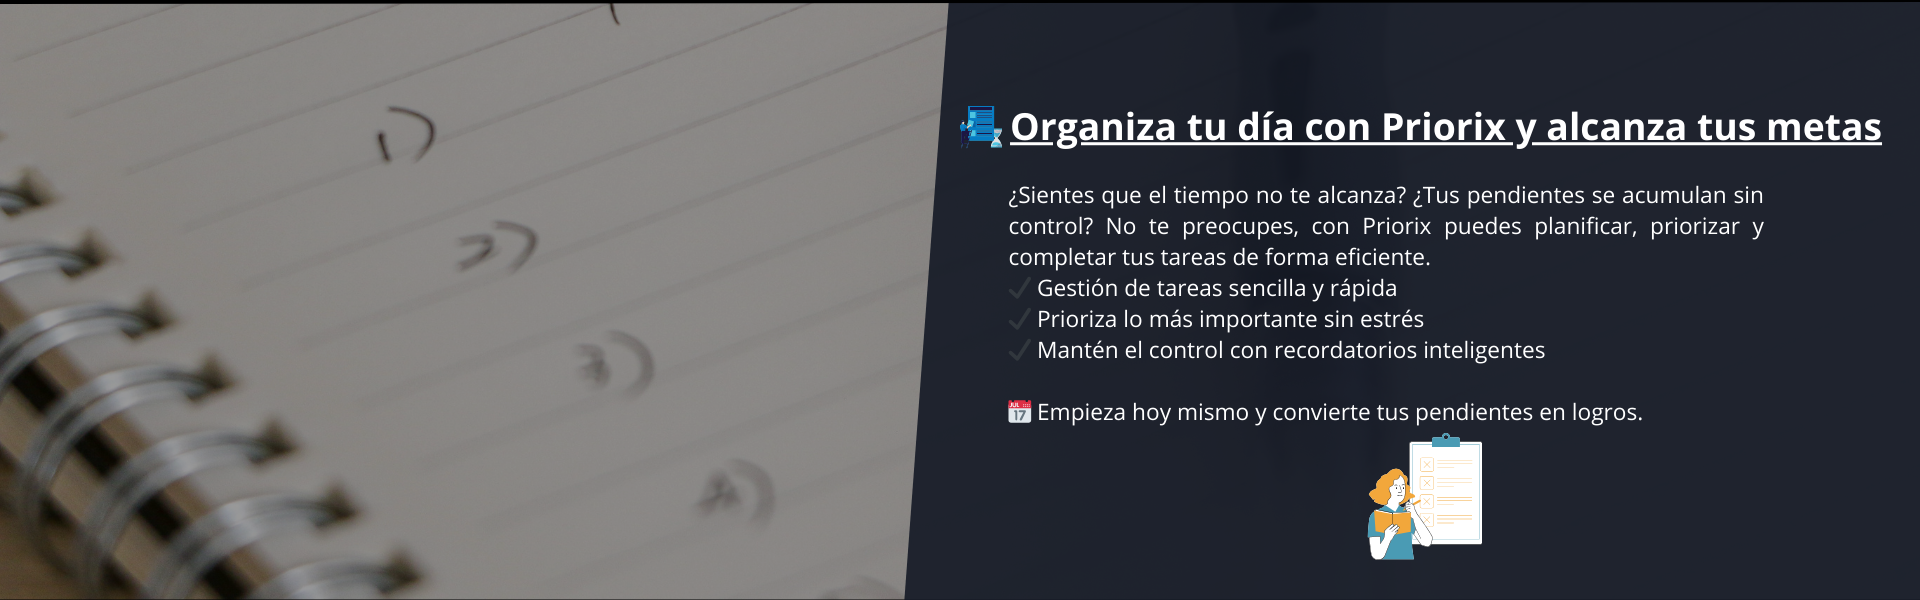 Organiza tu día con Priorix y alcanza tus metas
¿Sientes que el tiempo no te alcanza? ¿Tus pendientes se acumulan sin
control? No te preocupes, con Priorix puedes planificar, priorizar y
completar tus tareas de forma eficiente.
Gestión de tareas sencilla y rápida
Prioriza lo más importante sin estrés
Mantén el control con recordatorios inteligentes
JUL
17
Empieza hoy mismo y convierte tus pendientes en logros.
1)
2)
3)
4)